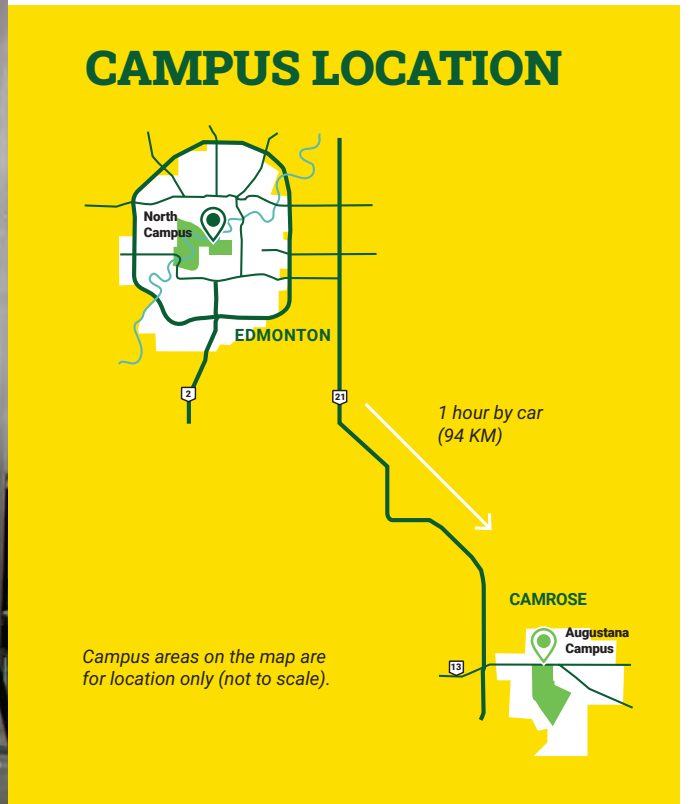 CAMPUS LOCATION
North
Campus
EDMONTON
2
21
1 hour by car
(94 KM)
CAMROSE
Augustana
Campus
13
Campus areas on the map are
for location only (not to scale).